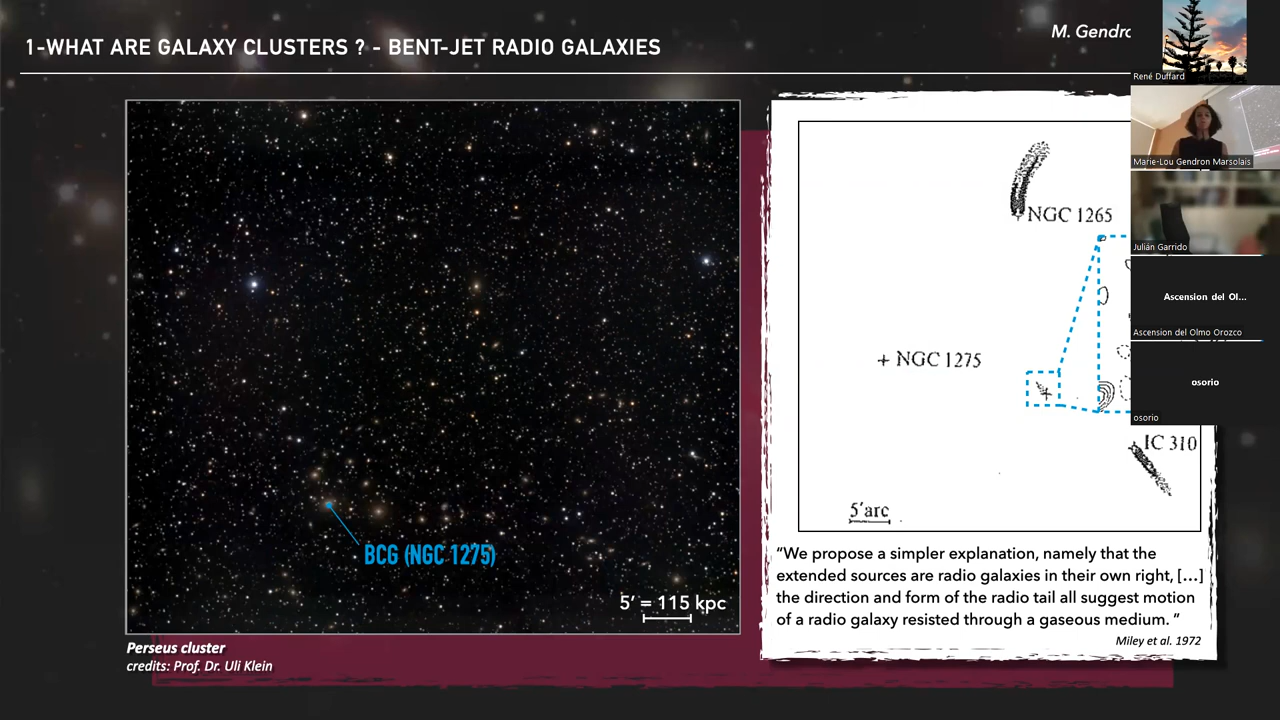 1-WHAT ARE GALAXY CLUSTERS ? - BENT-JET RADIO GALAXIES
M. Gendro
René Duffard
Marie-Lou Gendron Marsolais
Julián Garrido
Ascension del Ol...
Ascension del Olmo Orozco
osorio
osorio
NGC 1265
+ NGC 1275
IC 310
5'arc
BCG (NGC 1275)
5' = 115 kpc
Perseus cluster
credits: Prof. Dr. Uli Klein
“We propose a simpler explanation, namely that the
extended sources are radio galaxies in their own right, […]
the direction and form of the radio tail all suggest motion
of a radio galaxy resisted through a gaseous medium. ”
Miley et al. 1972